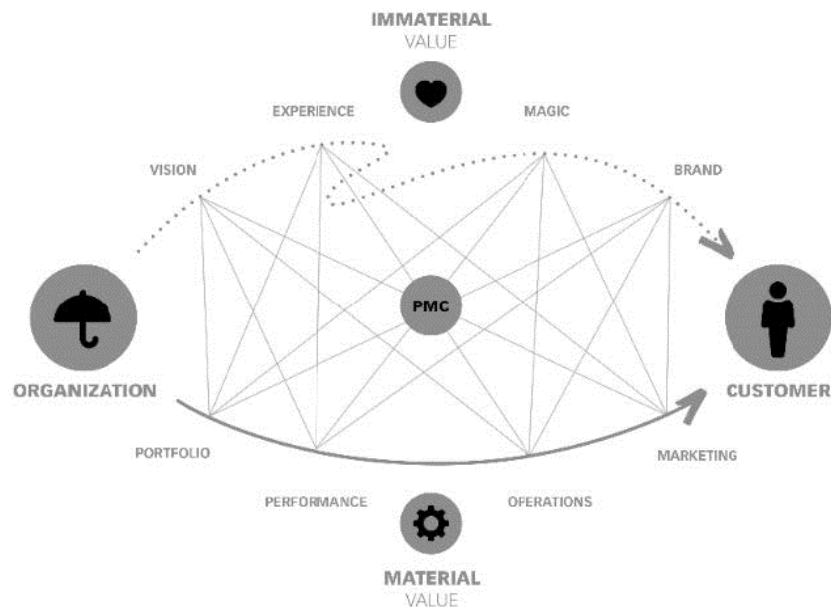 IMMATERIAL
VALUE
EXPERIENCE
MAGIC
VISION
BRAND
PMC
ORGANIZATION
CUSTOMER
PORTFOLIO
MARKETING
PERFORMANCE
OPERATIONS
MATERIAL
VALUE